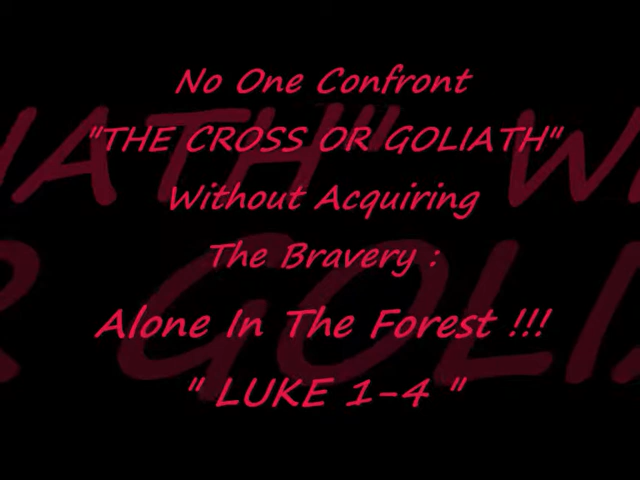 No One Confront
"THE CROSS OR GOLIATH"
Without Acquiring
The Bravery :
Alone In The Forest !!!
" LUKE 1-4 "